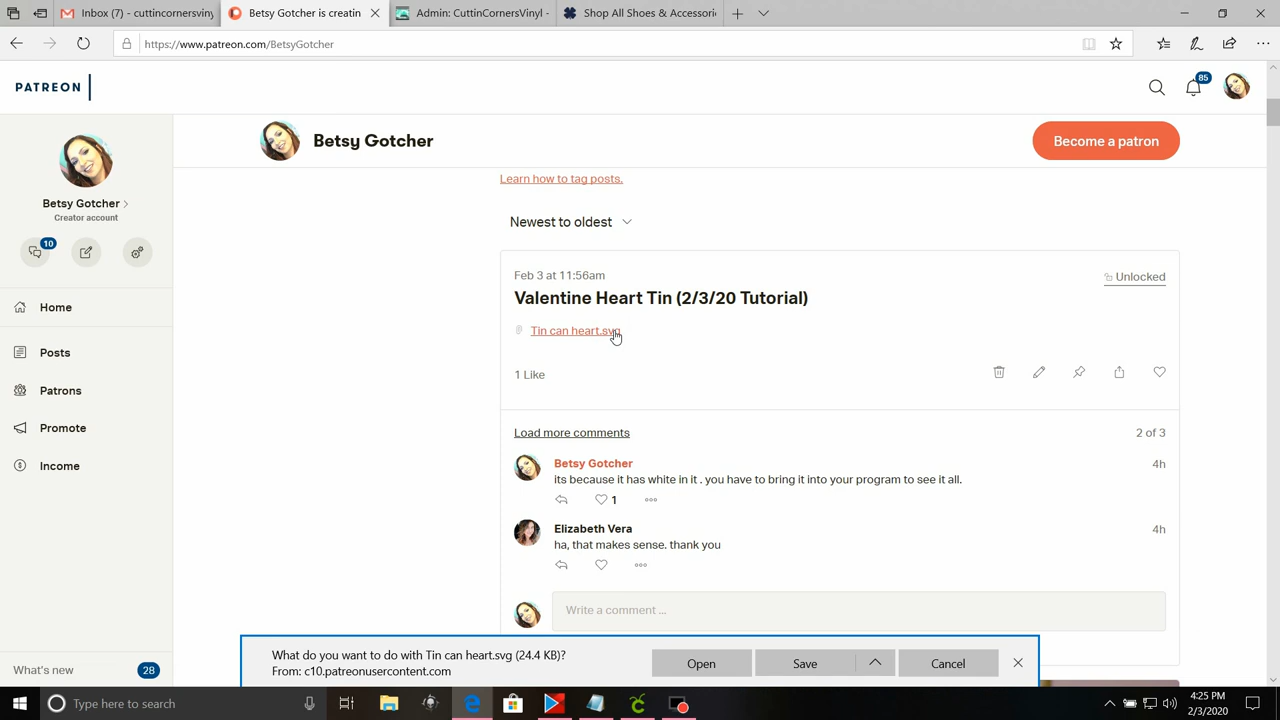 Inbox (7) - cuttincornersvinyl
Betsy Gotcher is creatin
Admin: CuttinCornersVinyl -
Shop All Shoes & Accessori
https://www.patreon.com/BetsyGotcher
PATREON
85
Betsy Gotcher
Become a patron
Betsy Gotcher
Creator account
10
Home
Posts
Patrons
Promote
Income
What's new
28
Learn how to tag posts.
Newest to oldest
Feb 3 at 11:56am
Unlocked
Valentine Heart Tin (2/3/20 Tutorial)
Tin can heart.svg
1 Like
Load more comments
2 of 3
Betsy Gotcher
4h
its because it has white in it . you have to bring it into your program to see it all.
1
Elizabeth Vera
4h
ha, that makes sense. thank you
Write a comment ...
What do you want to do with Tin can heart.svg (24.4 KB)?
From: c10.patreonusercontent.com
Open
Save
Cancel
Type here to search
4:25 PM
2/3/2020